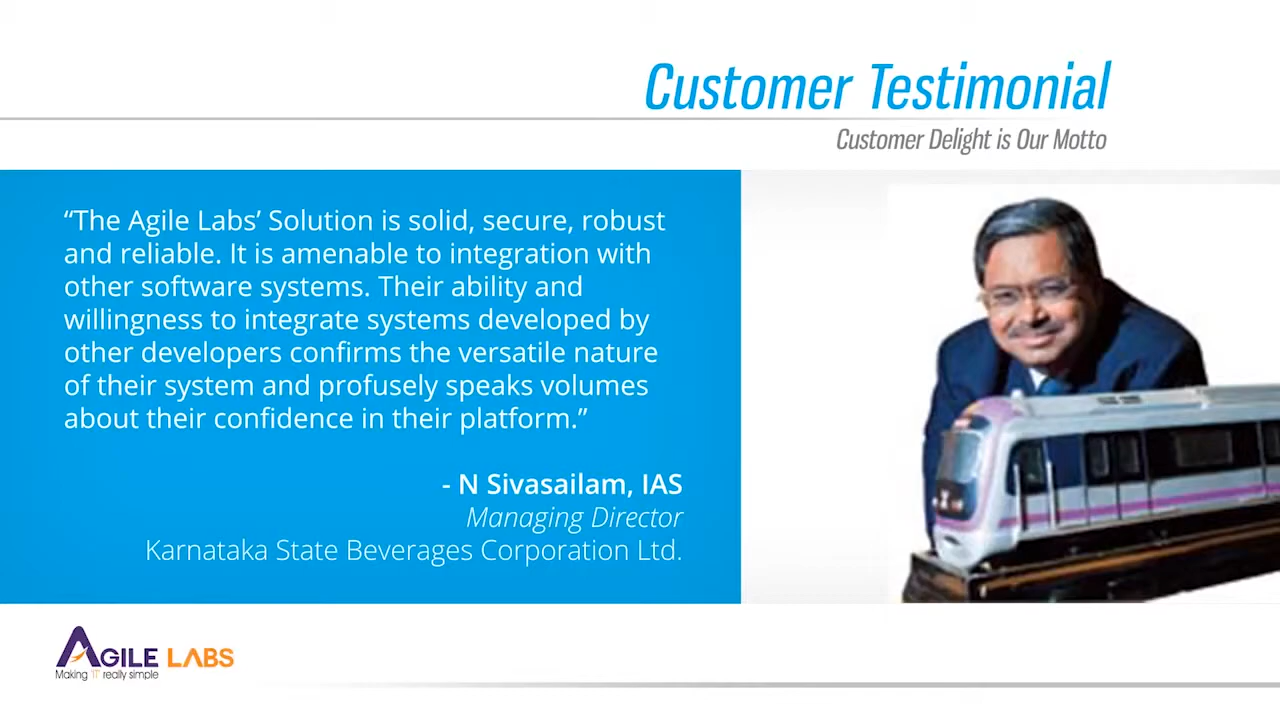 Customer Testimonial
Customer Delight is Our Motto
“The Agile Labs’ Solution is solid, secure, robust
and reliable. It is amenable to integration with
other software systems. Their ability and
willingness to integrate systems developed by
other developers confirms the versatile nature
of their system and profusely speaks volumes
about their confidence in their platform.”
- N Sivasailam, IAS
Managing Director
Karnataka State Beverages Corporation Ltd.
AGILE LABS
Making 'IT' really simple